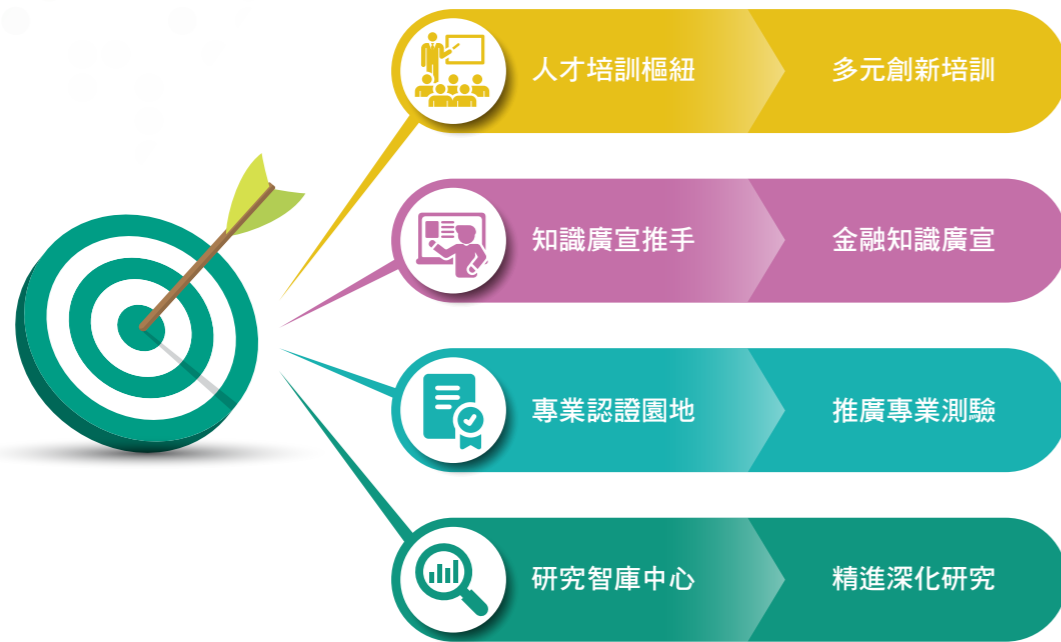 人才培訓樞紐 多元創新培訓
知識廣宣推手 金融知識廣宣
專業認證園地 推廣專業測驗
研究智庫中心 精進深化研究